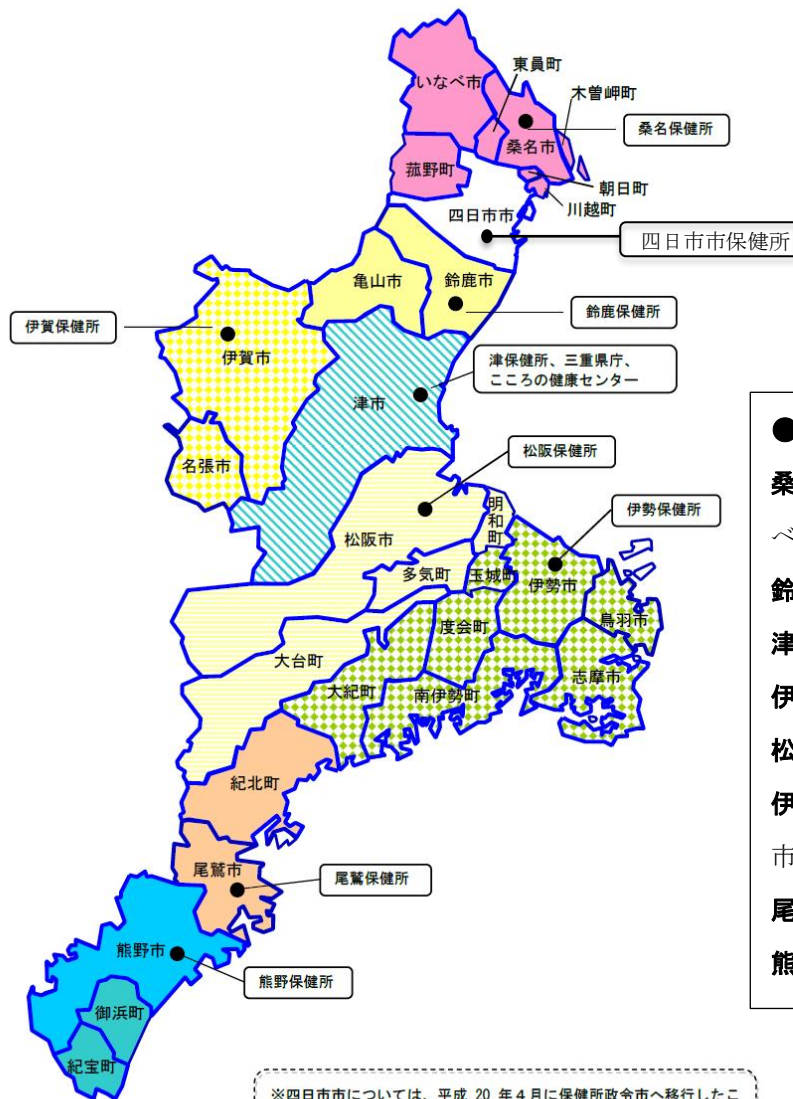 いなべ市
東員町
木曽岬町
桑名市
桑名保健所
菰野町
朝日町
川越町
四日市市
四日市市保健所
亀山市
鈴鹿市
鈴鹿保健所
伊賀保健所
伊賀市
津保健所、三重県庁、
こころの健康センター
津市
名張市
松阪保健所
松阪市
明和町
伊勢保健所
多気町
玉城町
伊勢市
鳥羽市
度会町
大台町
大紀町
南伊勢町
志摩市
紀北町
尾鷲市
尾鷲保健所
熊野市
熊野保健所
御浜町
紀宝町
●
桑
べ
鈴
津
伊
松
伊
市
尾
熊
※四日市市については、平成 20 年4月に保健所政令市へ移行したこ